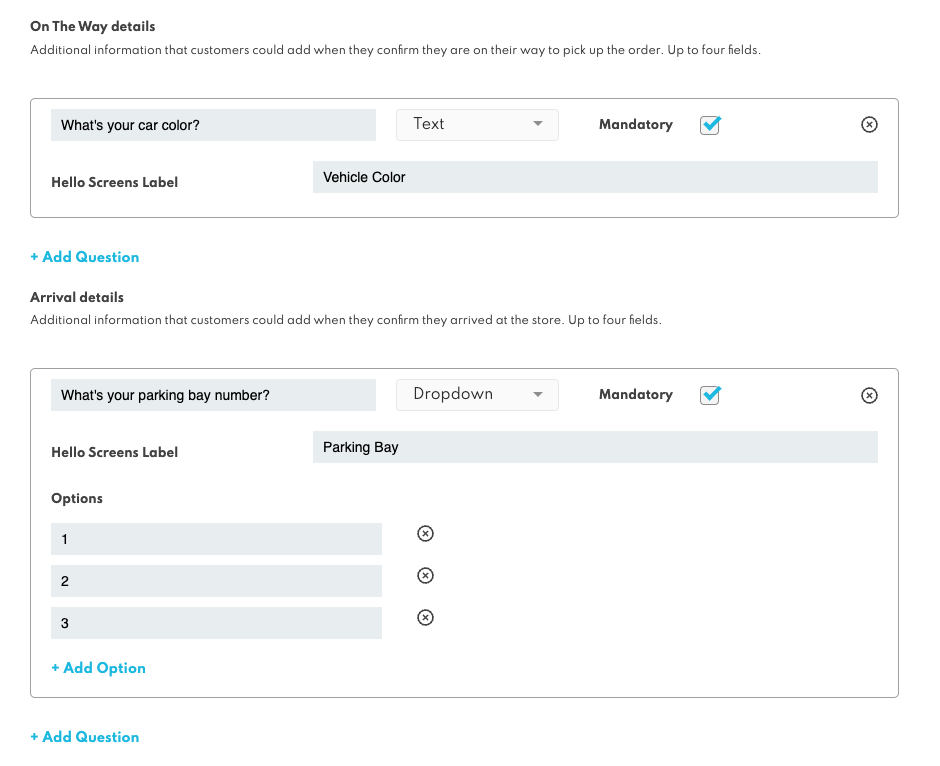 On The Way details
Additional information that customers could add when they confirm they are on their way to pick up the order. Up to four fields.
What's your car color? Text Mandatory
Hello Screens Label Vehicle Color
+ Add Question
Arrival details
Additional information that customers could add when they confirm they arrived at the store. Up to four fields.
What's your parking bay number? Dropdown Mandatory
Hello Screens Label Parking Bay
Options
1
2
3
+ Add Option
+ Add Question